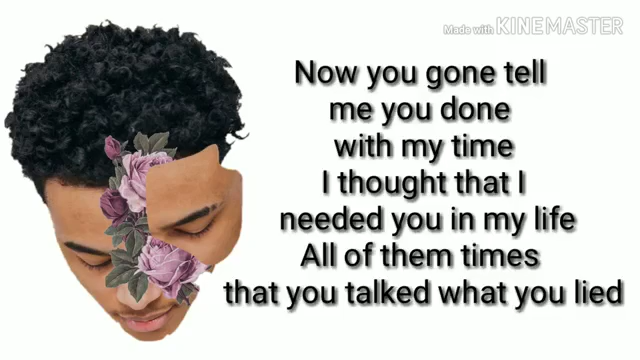 Made with KINEMASTER
Now you gone tell
me you done
with my time
I thought that I
needed you in my life
All of them times
that you talked what you lied